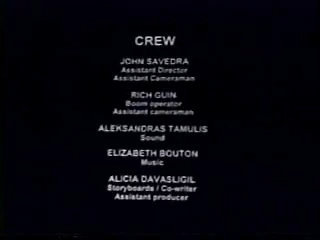 CREW
JOHN SAVEDRA
Assistant Director
Assistant Cameraman
RICH GUIN
Boom operator
Assistant cameraman
ALEKSANDRAS TAMULIS
Sound
ELIZABETH BOUTON
Music
ALICIA DAVASLIGIL
Storyboards / Co-writer
Assistant producer